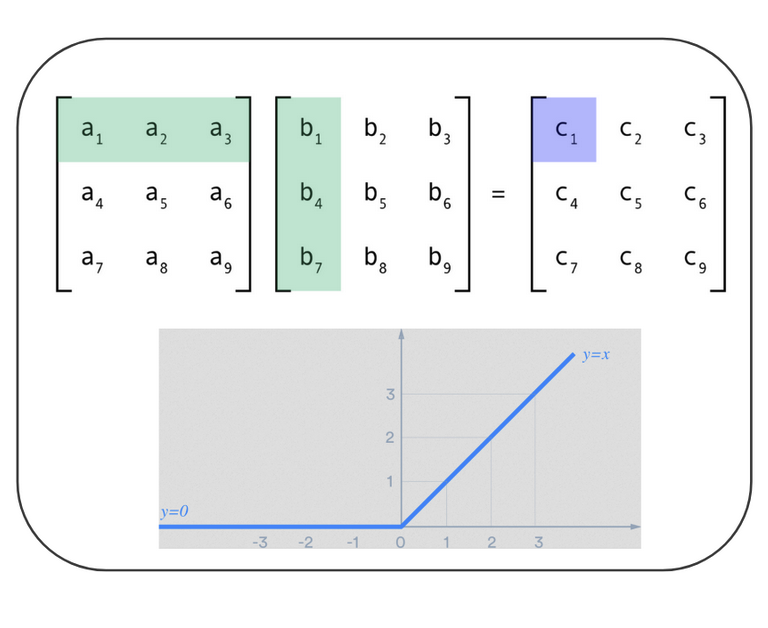 a₁ a₂ a₃ b₁ b₂ b₃ c₁ c₂ c₃
a₄ a₅ a₆ b₄ b₅ b₆ = c₄ c₅ c₆
a₇ a₈ a₉ b₇ b₈ b₉ c₇ c₈ c₉
y=x
3
2
1
y=0
-3 -2 -1 0 1 2 3